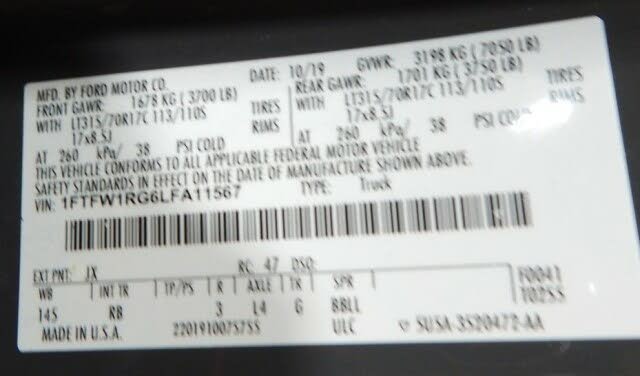 MFD. BY FORD MOTOR CO. DATE: 10/19 GVWR: 3198 KG ( 7050 LB)
FRONT GAWR: 1678 KG ( 3700 LB) REAR GAWR: 1701 KG ( 3750 LB)
WITH LT315/70R17C 113/110S TIRES WITH LT315/70R17C 113/110S TIRES
17x8.5J RIMS 17x8.5J RIMS
AT 260 kPa/ 38 PSI COLD AT 260 kPa/ 38 PSI COLD
THIS VEHICLE CONFORMS TO ALL APPLICABLE FEDERAL MOTOR VEHICLE
SAFETY STANDARDS IN EFFECT ON THE DATE OF MANUFACTURE SHOWN ABOVE.
VIN: 1FTFW1RG6LFA11567 TYPE: Truck
EXT PNT: JX RC: 47 DSO:
WB INT TR TP/PS R AXLE TR SPR F0041
145 RB 3 L4 G BBLL T0255
MADE IN U.S.A. 2201910075755 ULC SU5A-3520472-AA